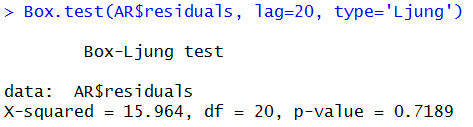 > Box.test(AR$residuals, lag=20, type='Ljung')
Box-Ljung test
data:  AR$residuals
X-squared = 15.964, df = 20, p-value = 0.7189